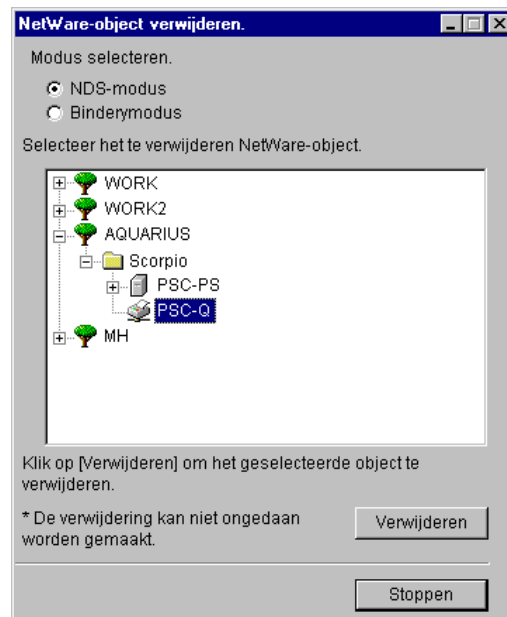 NetWare-object verwijderen.
Modus selecteren.
NDS-modus
Binderymodus
Selecteer het te verwijderen NetWare-object.
WORK
WORK2
AQUARIUS
Scorpio
PSC-PS
PSC-Q
MH
Klik op [Verwijderen] om het geselecteerde object te
verwijderen.
* De verwijdering kan niet ongedaan
worden gemaakt.
Verwijderen
Stoppen